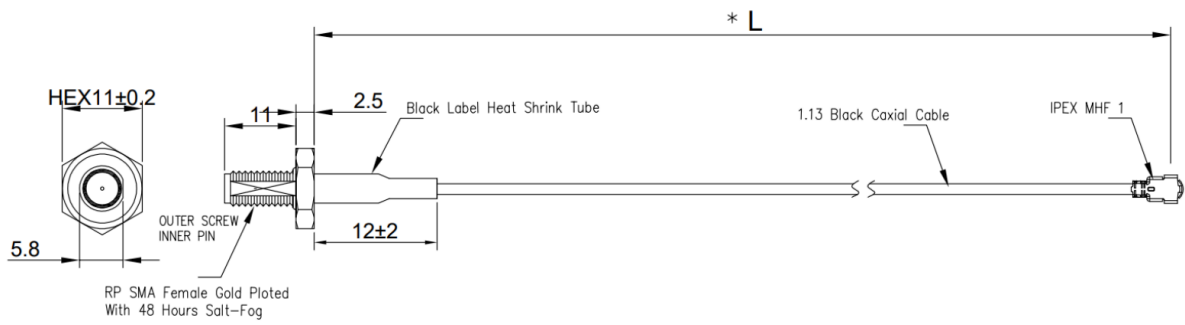 * L
HEX11±0.2
11
2.5
Black Label Heat Shrink Tube
1.13 Black Caxial Cable
IPEX MHF 1
OUTER SCREW
INNER PIN
12±2
5.8
RP SMA Female Gold Ploted
With 48 Hours Salt-Fog